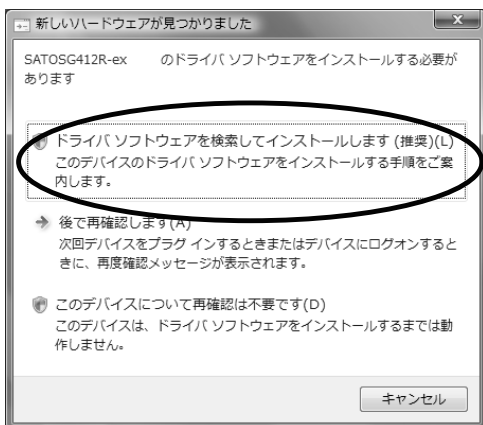 新しいハードウェアが見つかりました
SATOSG412R-ex のドライバ ソフトウェアをインストールする必要が
あります
ドライバ ソフトウェアを検索してインストールします (推奨)(L)
このデバイスのドライバ ソフトウェアをインストールする手順をご案
内します。
後で再確認します(A)
次回デバイスをプラグ インするときまたはデバイスにログオンすると
きに、再度確認メッセージが表示されます。
このデバイスについて再確認は不要です(D)
このデバイスは、ドライバ ソフトウェアをインストールするまでは動
作しません。
キャンセル